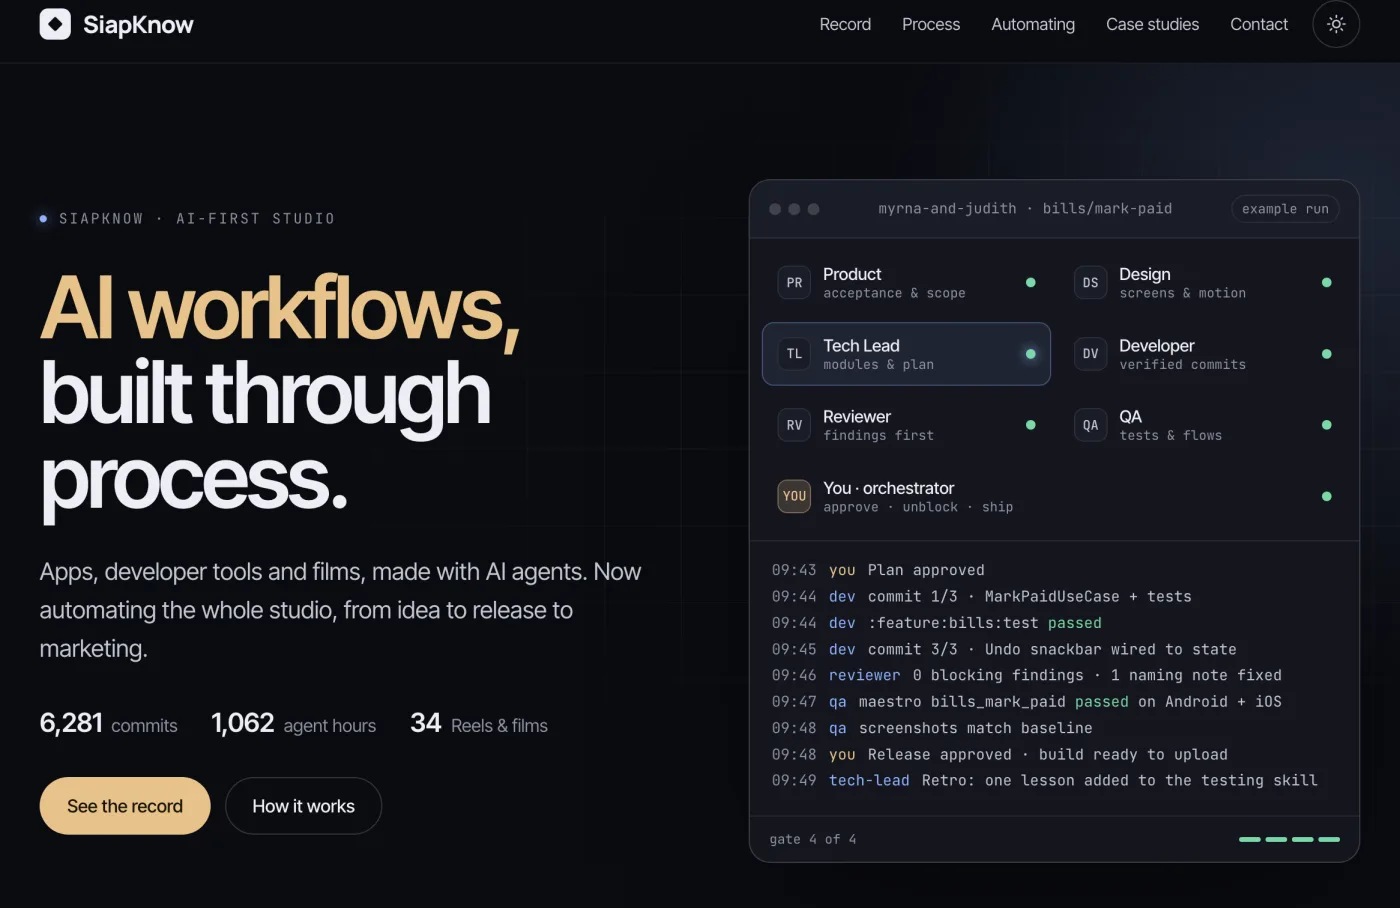 SiapKnow
Record
Process
Automating
Case studies
Contact
SIAPKNOW · AI-FIRST STUDIO
AI workflows,
built through
process.
Apps, developer tools and films, made with AI agents. Now
automating the whole studio, from idea to release to
marketing.
6,281 commits
1,062 agent hours
34 Reels & films
See the record
How it works
myrna-and-judith · bills/mark-paid
example run
PR
Product
acceptance & scope
DS
Design
screens & motion
TL
Tech Lead
modules & plan
DV
Developer
verified commits
RV
Reviewer
findings first
QA
QA
tests & flows
YOU
You · orchestrator
approve · unblock · ship
09:43 you Plan approved
09:44 dev commit 1/3 · MarkPaidUseCase + tests
09:44 dev :feature:bills:test passed
09:45 dev commit 3/3 · Undo snackbar wired to state
09:46 reviewer 0 blocking findings · 1 naming note fixed
09:47 qa maestro bills_mark_paid passed on Android + iOS
09:48 qa screenshots match baseline
09:48 you Release approved · build ready to upload
09:49 tech-lead Retro: one lesson added to the testing skill
gate 4 of 4